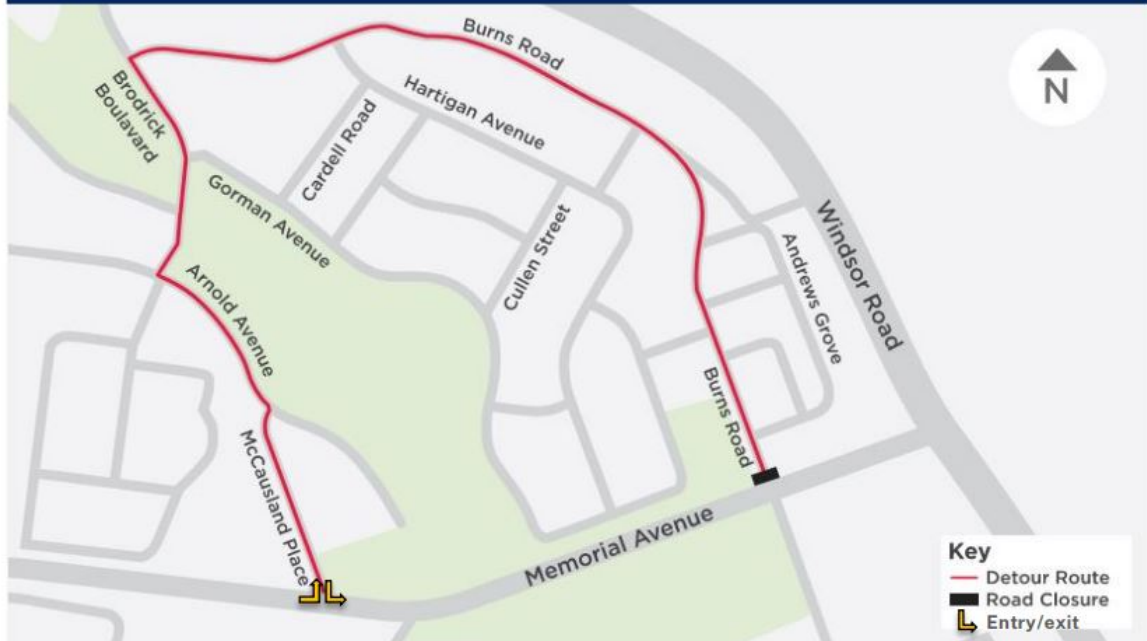 Burns Road
N
Brodrick
Boulavard
Hartigan Avenue
Cardell Road
Gorman Avenue
Windsor Road
Cullen Street
Andrews Grove
Arnold Avenue
Burns Road
McCausland Place
Memorial Avenue
Key
Detour Route
Road Closure
Entry/exit